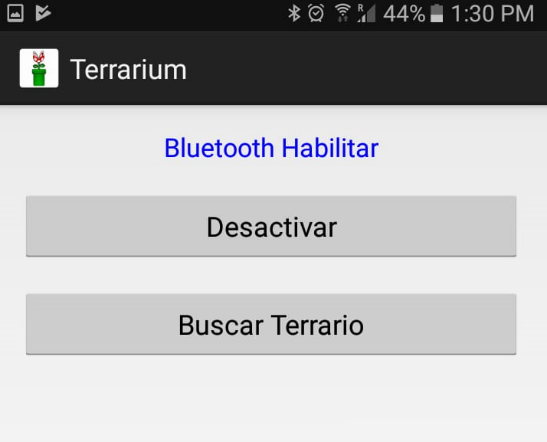 R 44% 1:30 PM
Terrarium
Bluetooth Habilitar
Desactivar
Buscar Terrario